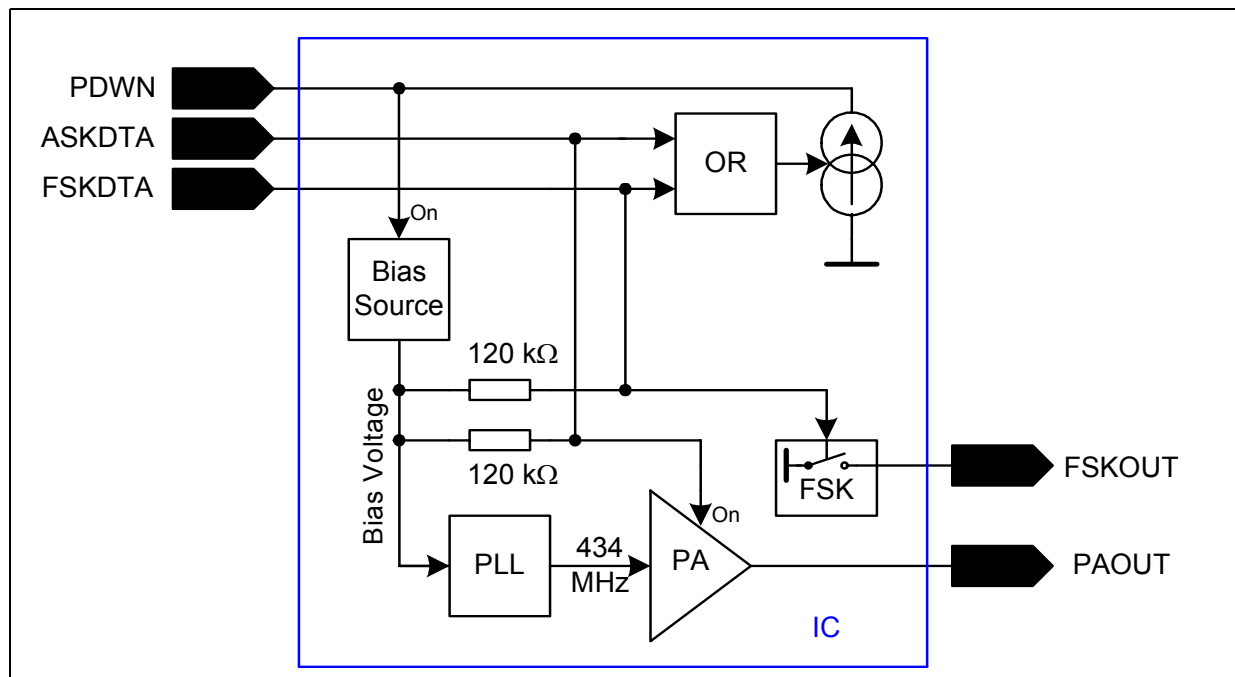 PDWN
ASKDTA
FSKDTA
OR
On
Bias
Source
120 kΩ
Bias Voltage
120 kΩ
FSK
FSKOUT
On
PLL
434
MHz
PA
PAOUT
IC